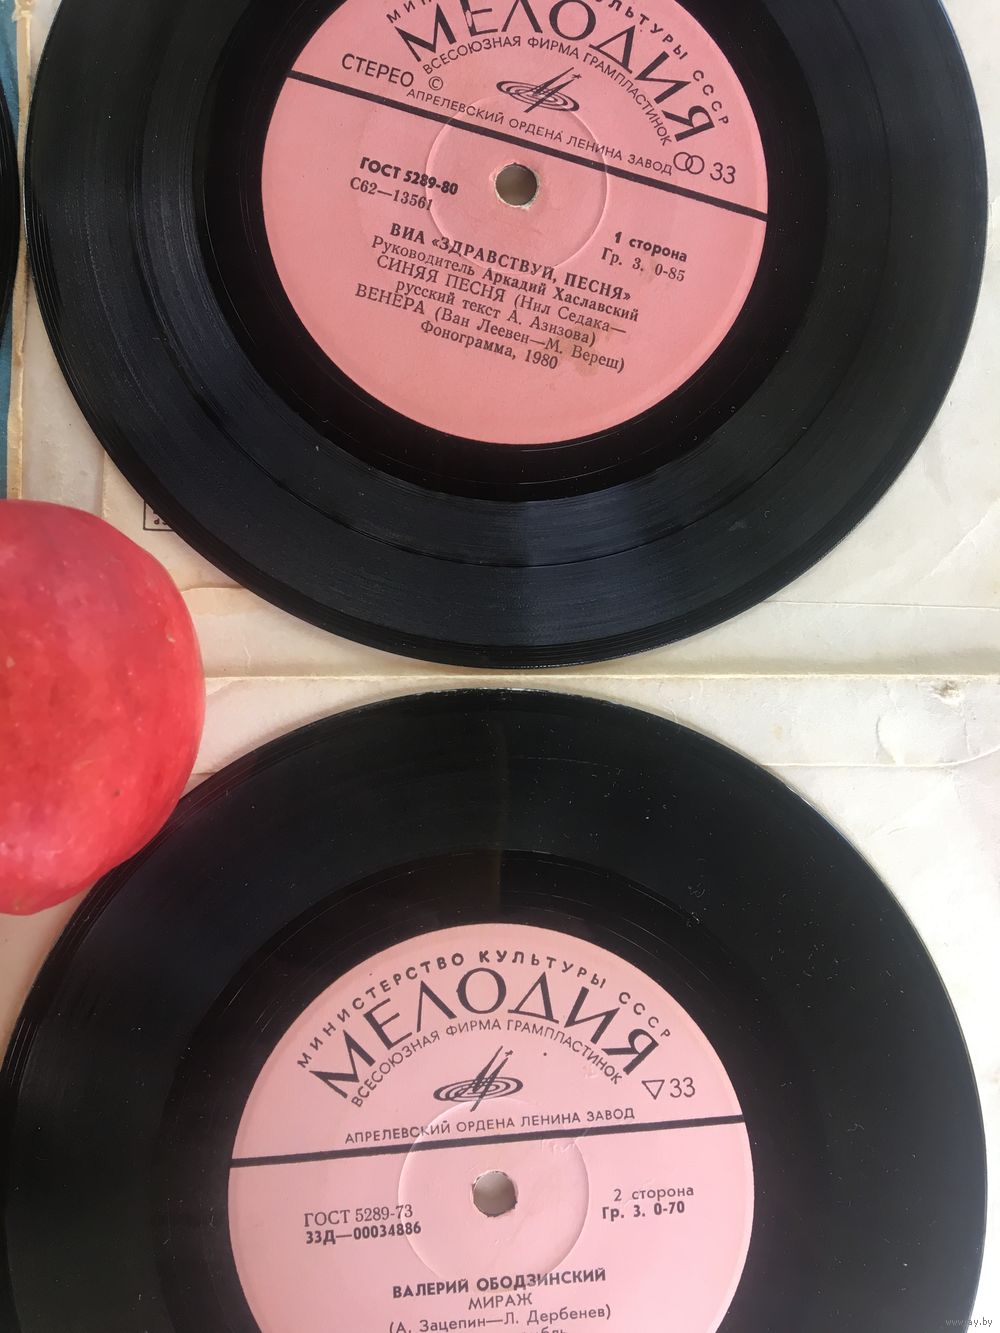 МЕЛОДИЯ
КУЛЬТУРЫ СССР
ВСЕСОЮЗНАЯ ФИРМА ГРАМПЛАСТИНОК
СТЕРЕО ©
АПРЕЛЕВСКИЙ ОРДЕНА ЛЕНИНА ЗАВОД
33
ГОСТ 5289-80
С62—13561
1 сторона
Гр. 3. 0-85
ВИА «ЗДРАВСТВУЙ, ПЕСНЯ»
Руководитель Аркадий Хаславский
СИНЯЯ ПЕСНЯ (Нил Седака—
русский текст А. Азизова)
ВЕНЕРА (Ван Леевен—М. Вереш)
Фонограмма, 1980
МИНИСТЕРСТВО КУЛЬТУРЫ СССР
МЕЛОДИЯ
ВСЕСОЮЗНАЯ ФИРМА ГРАМПЛАСТИНОК
33
АПРЕЛЕВСКИЙ ОРДЕНА ЛЕНИНА ЗАВОД
ГОСТ 5289-73
33Д—00034886
2 сторона
Гр. 3. 0-70
ВАЛЕРИЙ ОБОДЗИНСКИЙ
МИРАЖ
(А. Зацепин—Л. Дербенев)
www.ay.by